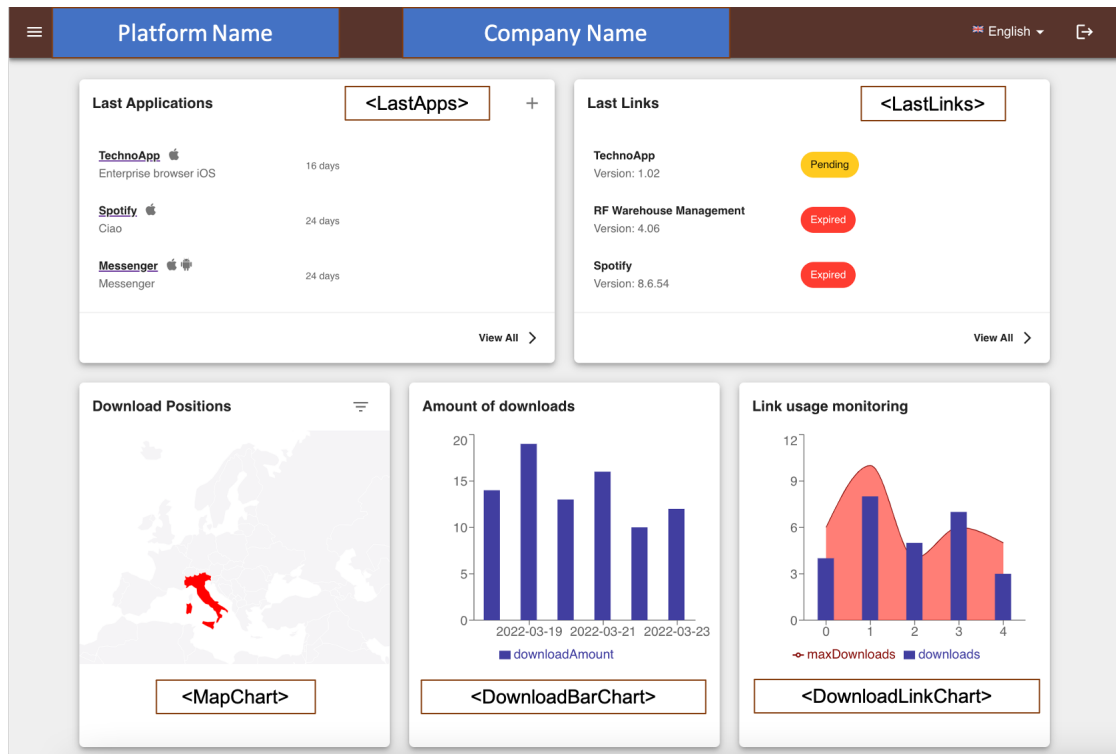 Platform Name
Company Name
English
Last Applications
<LastApps>
TechnoApp
Enterprise browser iOS
16 days
Spotify
Ciao
24 days
Messenger
Messenger
24 days
View All
Last Links
<LastLinks>
TechnoApp
Version: 1.02
Pending
RF Warehouse Management
Version: 4.06
Expired
Spotify
Version: 8.6.54
Expired
View All
Download Positions
<MapChart>
Amount of downloads
20
15
10
5
0
2022-03-19 2022-03-21 2022-03-23
downloadAmount
<DownloadBarChart>
Link usage monitoring
12
9
6
3
0
0 1 2 3 4
maxDownloads downloads
<DownloadLinkChart>